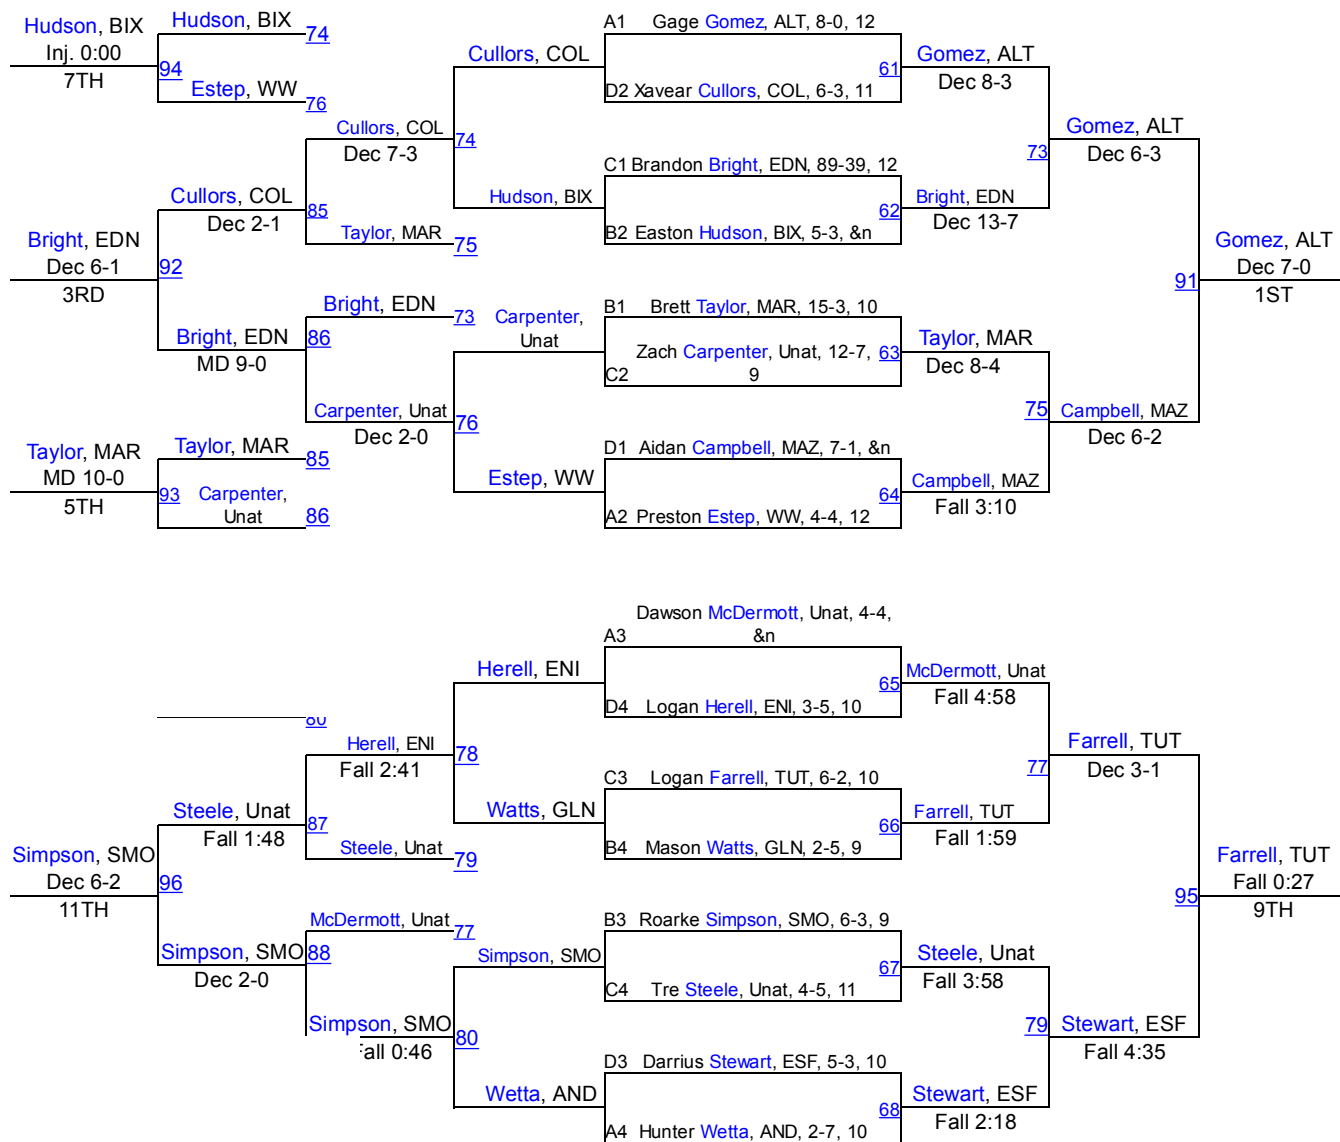 Hudson, BIX
Inj. 0:00
7TH
Hudson, BIX
74
94
Estep, WW
76
Cullors, COL
Dec 7-3
74
Cullors, COL
Hudson, BIX
A1 Gage Gomez, ALT, 8-0, 12
61
D2 Xavear Cullors, COL, 6-3, 11
Gomez, ALT
Dec 8-3
C1 Brandon Bright, EDN, 89-39, 12
62
B2 Easton Hudson, BIX, 5-3, &n
Bright, EDN
Dec 13-7
73
Gomez, ALT
Dec 6-3
Cullors, COL
Dec 2-1
85
Taylor, MAR
75
Bright, EDN
Dec 6-1
3RD
92
Bright, EDN
MD 9-0
86
Bright, EDN
73
Carpenter,
Unat
Carpenter, Unat
Dec 2-0
76
Estep, WW
B1 Brett Taylor, MAR, 15-3, 10
Zach Carpenter, Unat, 12-7,
63
C2 9
Taylor, MAR
Dec 8-4
D1 Aidan Campbell, MAZ, 7-1, &n
64
A2 Preston Estep, WW, 4-4, 12
Campbell, MAZ
Fall 3:10
75
Campbell, MAZ
Dec 6-2
91
Gomez, ALT
Dec 7-0
1ST
Taylor, MAR
MD 10-0
5TH
Taylor, MAR
85
93
Carpenter,
Unat
86
Dawson McDermott, Unat, 4-4,
A3 &n
65
D4 Logan Herell, ENI, 3-5, 10
McDermott, Unat
Fall 4:58
Herell, ENI
80
Herell, ENI
Fall 2:41
78
Watts, GLN
C3 Logan Farrell, TUT, 6-2, 10
66
B4 Mason Watts, GLN, 2-5, 9
Farrell, TUT
Fall 1:59
77
Farrell, TUT
Dec 3-1
Steele, Unat
Fall 1:48
87
Steele, Unat
79
Simpson, SMO
Dec 6-2
11TH
96
McDermott, Unat
77
Simpson, SMO
Dec 2-0
88
Simpson, SMO
Simpson, SMO
Fall 0:46
80
Wetta, AND
B3 Roarke Simpson, SMO, 6-3, 9
67
C4 Tre Steele, Unat, 4-5, 11
Steele, Unat
Fall 3:58
D3 Darrius Stewart, ESF, 5-3, 10
68
A4 Hunter Wetta, AND, 2-7, 10
Stewart, ESF
Fall 2:18
79
Stewart, ESF
Fall 4:35
95
Farrell, TUT
Fall 0:27
9TH